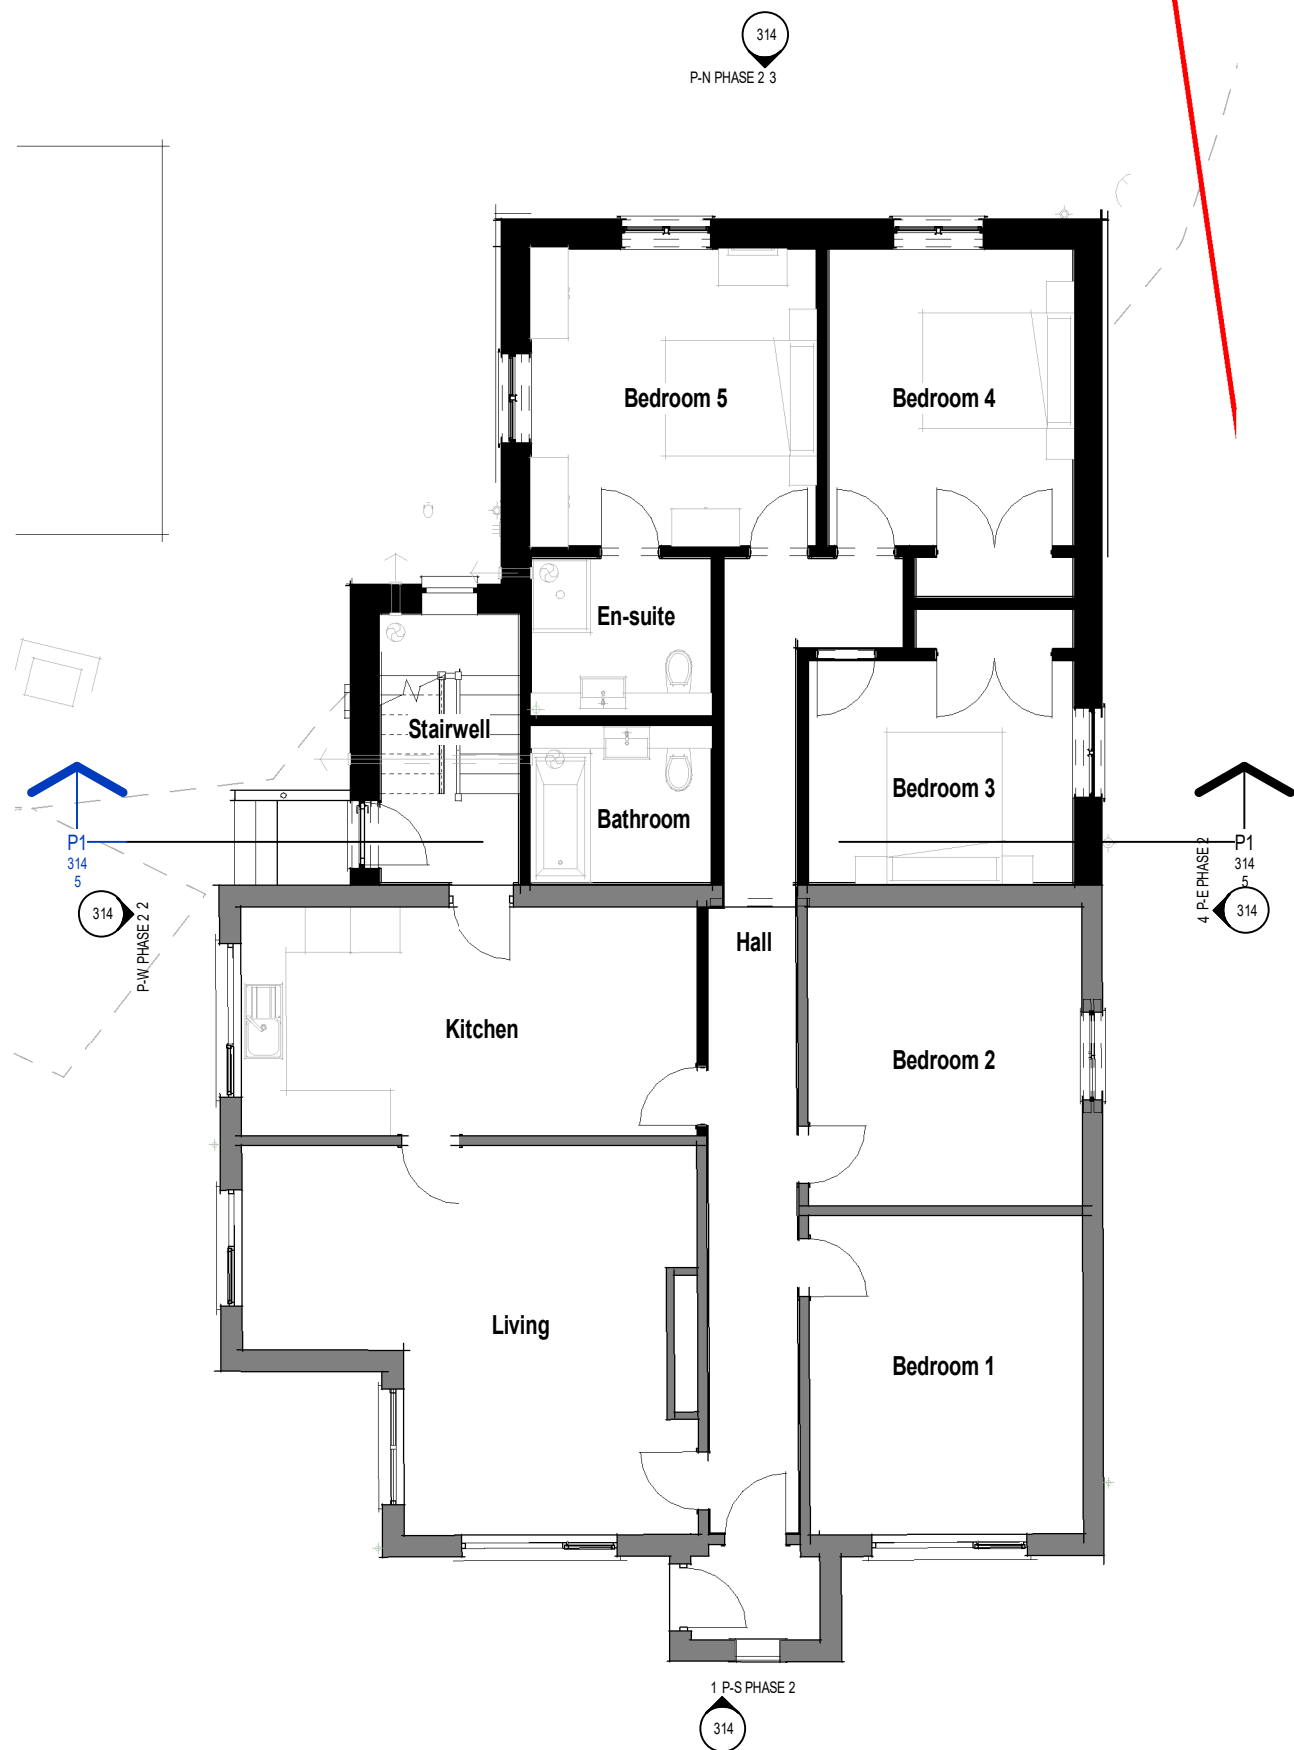 314
P-N PHASE 2 3
Bedroom 5
Bedroom 4
En-suite
Stairwell
Bedroom 3
Bathroom
P1
314
5
P1
314
5
314
P-W PHASE 2 2
4 P-E PHASE 2
314
Hall
Kitchen
Bedroom 2
Living
Bedroom 1
1 P-S PHASE 2
314